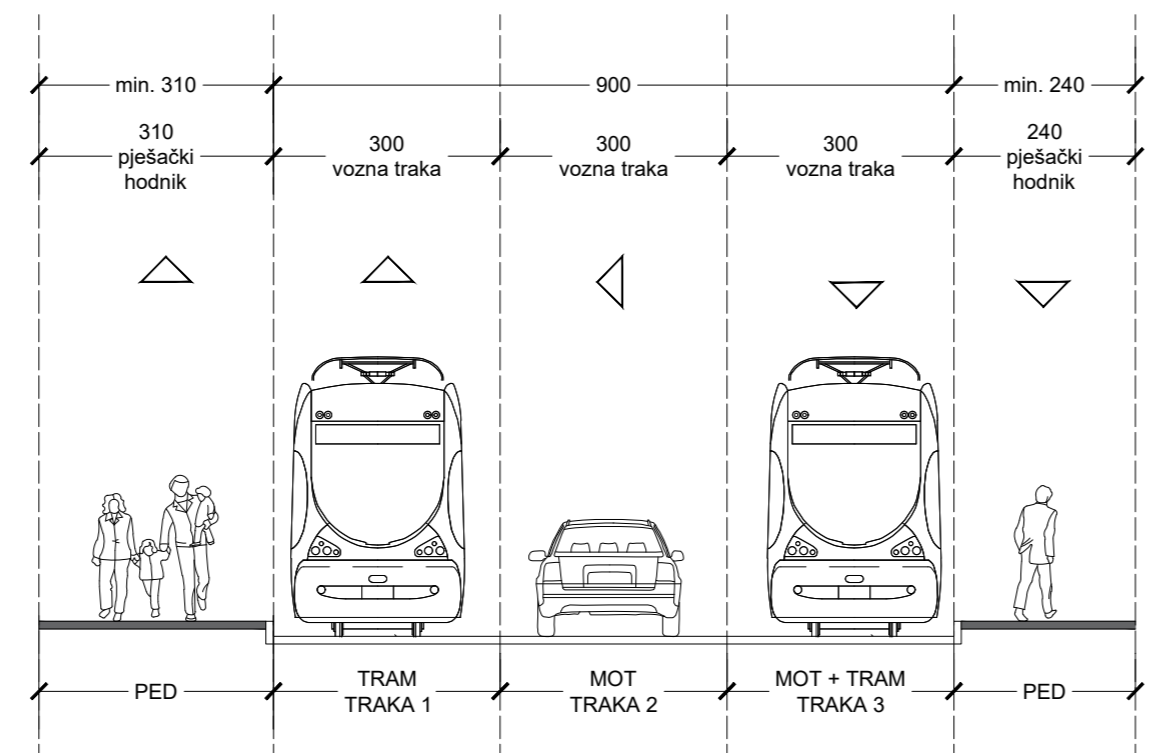 min. 310
900
min. 240
310
pješački
hodnik
300
vozna traka
300
vozna traka
300
vozna traka
240
pješački
hodnik
PED
TRAM
TRAKA 1
MOT
TRAKA 2
MOT + TRAM
TRAKA 3
PED